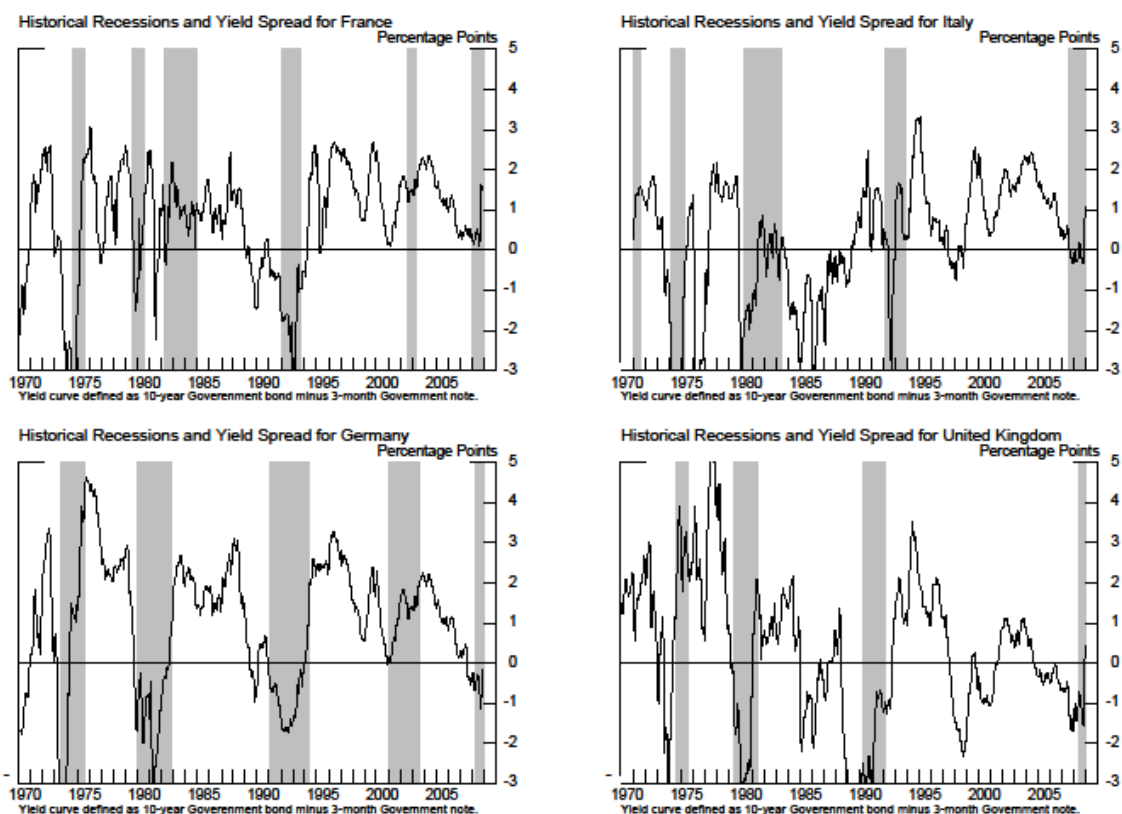 Historical Recessions and Yield Spread for France
Percentage Points
5
4
3
2
1
0
-1
-2
-3
1970 1975 1980 1985 1990 1995 2000 2005
Yield curve defined as 10-year Goverenment bond minus 3-month Government note.
Historical Recessions and Yield Spread for Italy
Percentage Points
5
4
3
2
1
0
-1
-2
-3
1970 1975 1980 1985 1990 1995 2000 2005
Yield curve defined as 10-year Goverenment bond minus 3-month Government note.
Historical Recessions and Yield Spread for Germany
Percentage Points
5
4
3
2
1
0
-1
-2
-3
1970 1975 1980 1985 1990 1995 2000 2005
Yield curve defined as 10-year Goverenment bond minus 3-month Government note.
Historical Recessions and Yield Spread for United Kingdom
Percentage Points
5
4
3
2
1
0
-1
-2
-3
1970 1975 1980 1985 1990 1995 2000 2005
Yield curve defined as 10-year Goverenment bond minus 3-month Government note.